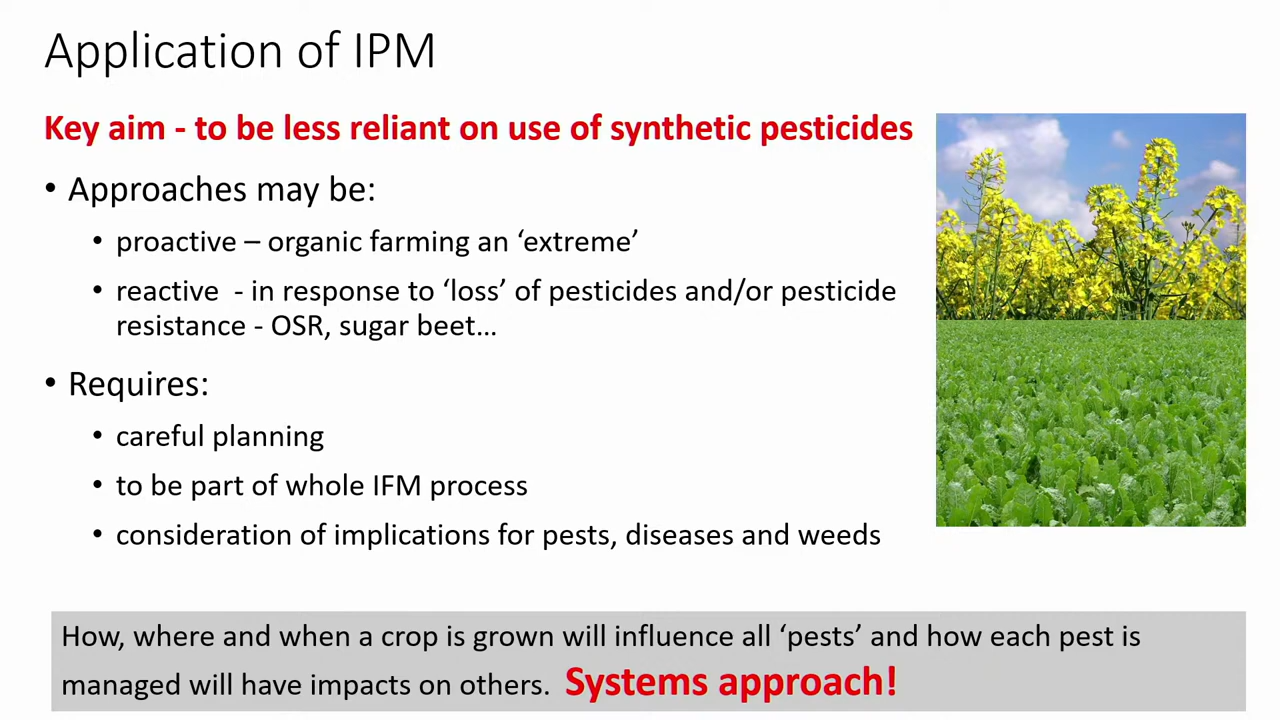 Application of IPM
Key aim - to be less reliant on use of synthetic pesticides
• Approaches may be:
• proactive – organic farming an ‘extreme’
• reactive - in response to ‘loss’ of pesticides and/or pesticide
resistance - OSR, sugar beet…
• Requires:
• careful planning
• to be part of whole IFM process
• consideration of implications for pests, diseases and weeds
How, where and when a crop is grown will influence all ‘pests’ and how each pest is
managed will have impacts on others. Systems approach!